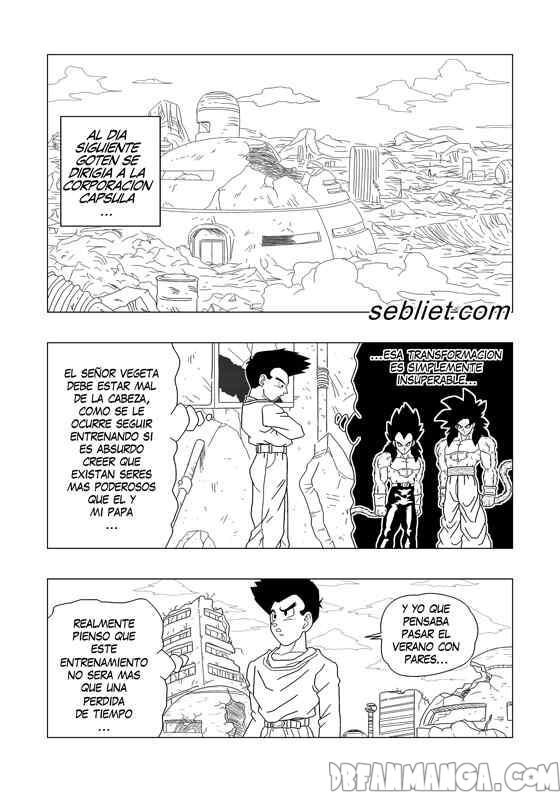 AL DIA
SIGUIENTE
GOTEN SE
DIRIGIA A LA
CORPORACION
CAPSULA
...
sebliet.com
EL SEÑOR VEGETA
DEBE ESTAR MAL
DE LA CABEZA,
COMO SE LE
OCURRE SEGUIR
ENTRENANDO SI
ES ABSURDO
CREER QUE
EXISTAN SERES
MAS PODEROSOS
QUE EL Y
MI PAPA
...
...ESA TRANSFORMACION
ES SIMPLEMENTE
INSUPERABLE...
REALMENTE
PIENSO QUE
ESTE
ENTRENAMIENTO
NO SERA MAS
QUE UNA
PERDIDA
DE TIEMPO
...
Y YO QUE
PENSABA
PASAR EL
VERANO CON
PARES...
DBFANMANGA.COM